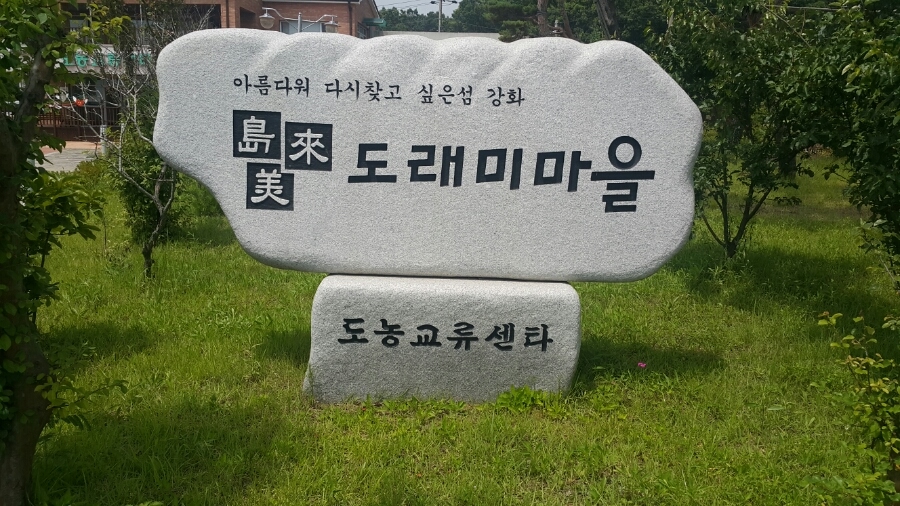 아름다워 다시찾고 싶은섬 강화
島來美 도래미마을
도농교류센타